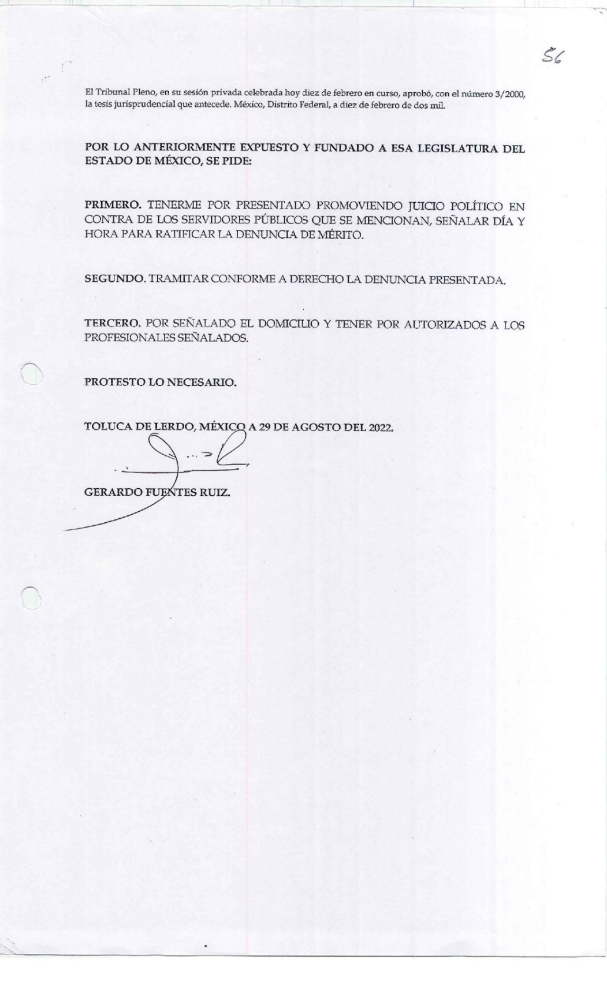 56
El Tribunal Pleno, en su sesión privada celebrada hoy diez de febrero en curso, aprobó, con el número 3/2000,
la tesis jurisprudencial que antecede. México, Distrito Federal, a diez de febrero de dos mil.
POR LO ANTERIORMENTE EXPUESTO Y FUNDADO A ESA LEGISLATURA DEL
ESTADO DE MÉXICO, SE PIDE:
PRIMERO. TENERME POR PRESENTADO PROMOVIENDO JUICIO POLÍTICO EN
CONTRA DE LOS SERVIDORES PÚBLICOS QUE SE MENCIONAN, SEÑALAR DÍA Y
HORA PARA RATIFICAR LA DENUNCIA DE MÉRITO.
SEGUNDO. TRAMITAR CONFORME A DERECHO LA DENUNCIA PRESENTADA.
TERCERO. POR SEÑALADO EL DOMICILIO Y TENER POR AUTORIZADOS A LOS
PROFESIONALES SEÑALADOS.
PROTESTO LO NECESARIO.
TOLUCA DE LERDO, MÉXICO A 29 DE AGOSTO DEL 2022.
GERARDO FUENTES RUIZ.